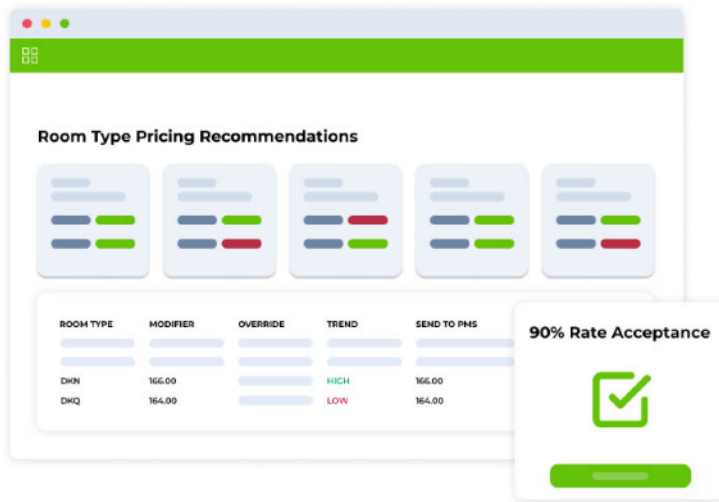 Room Type Pricing Recommendations
ROOM TYPE MODIFIER OVERRIDE TREND SEND TO PMS
DKN 166.00 HIGH 166.00
DKQ 164.00 LOW 164.00
90% Rate Acceptance